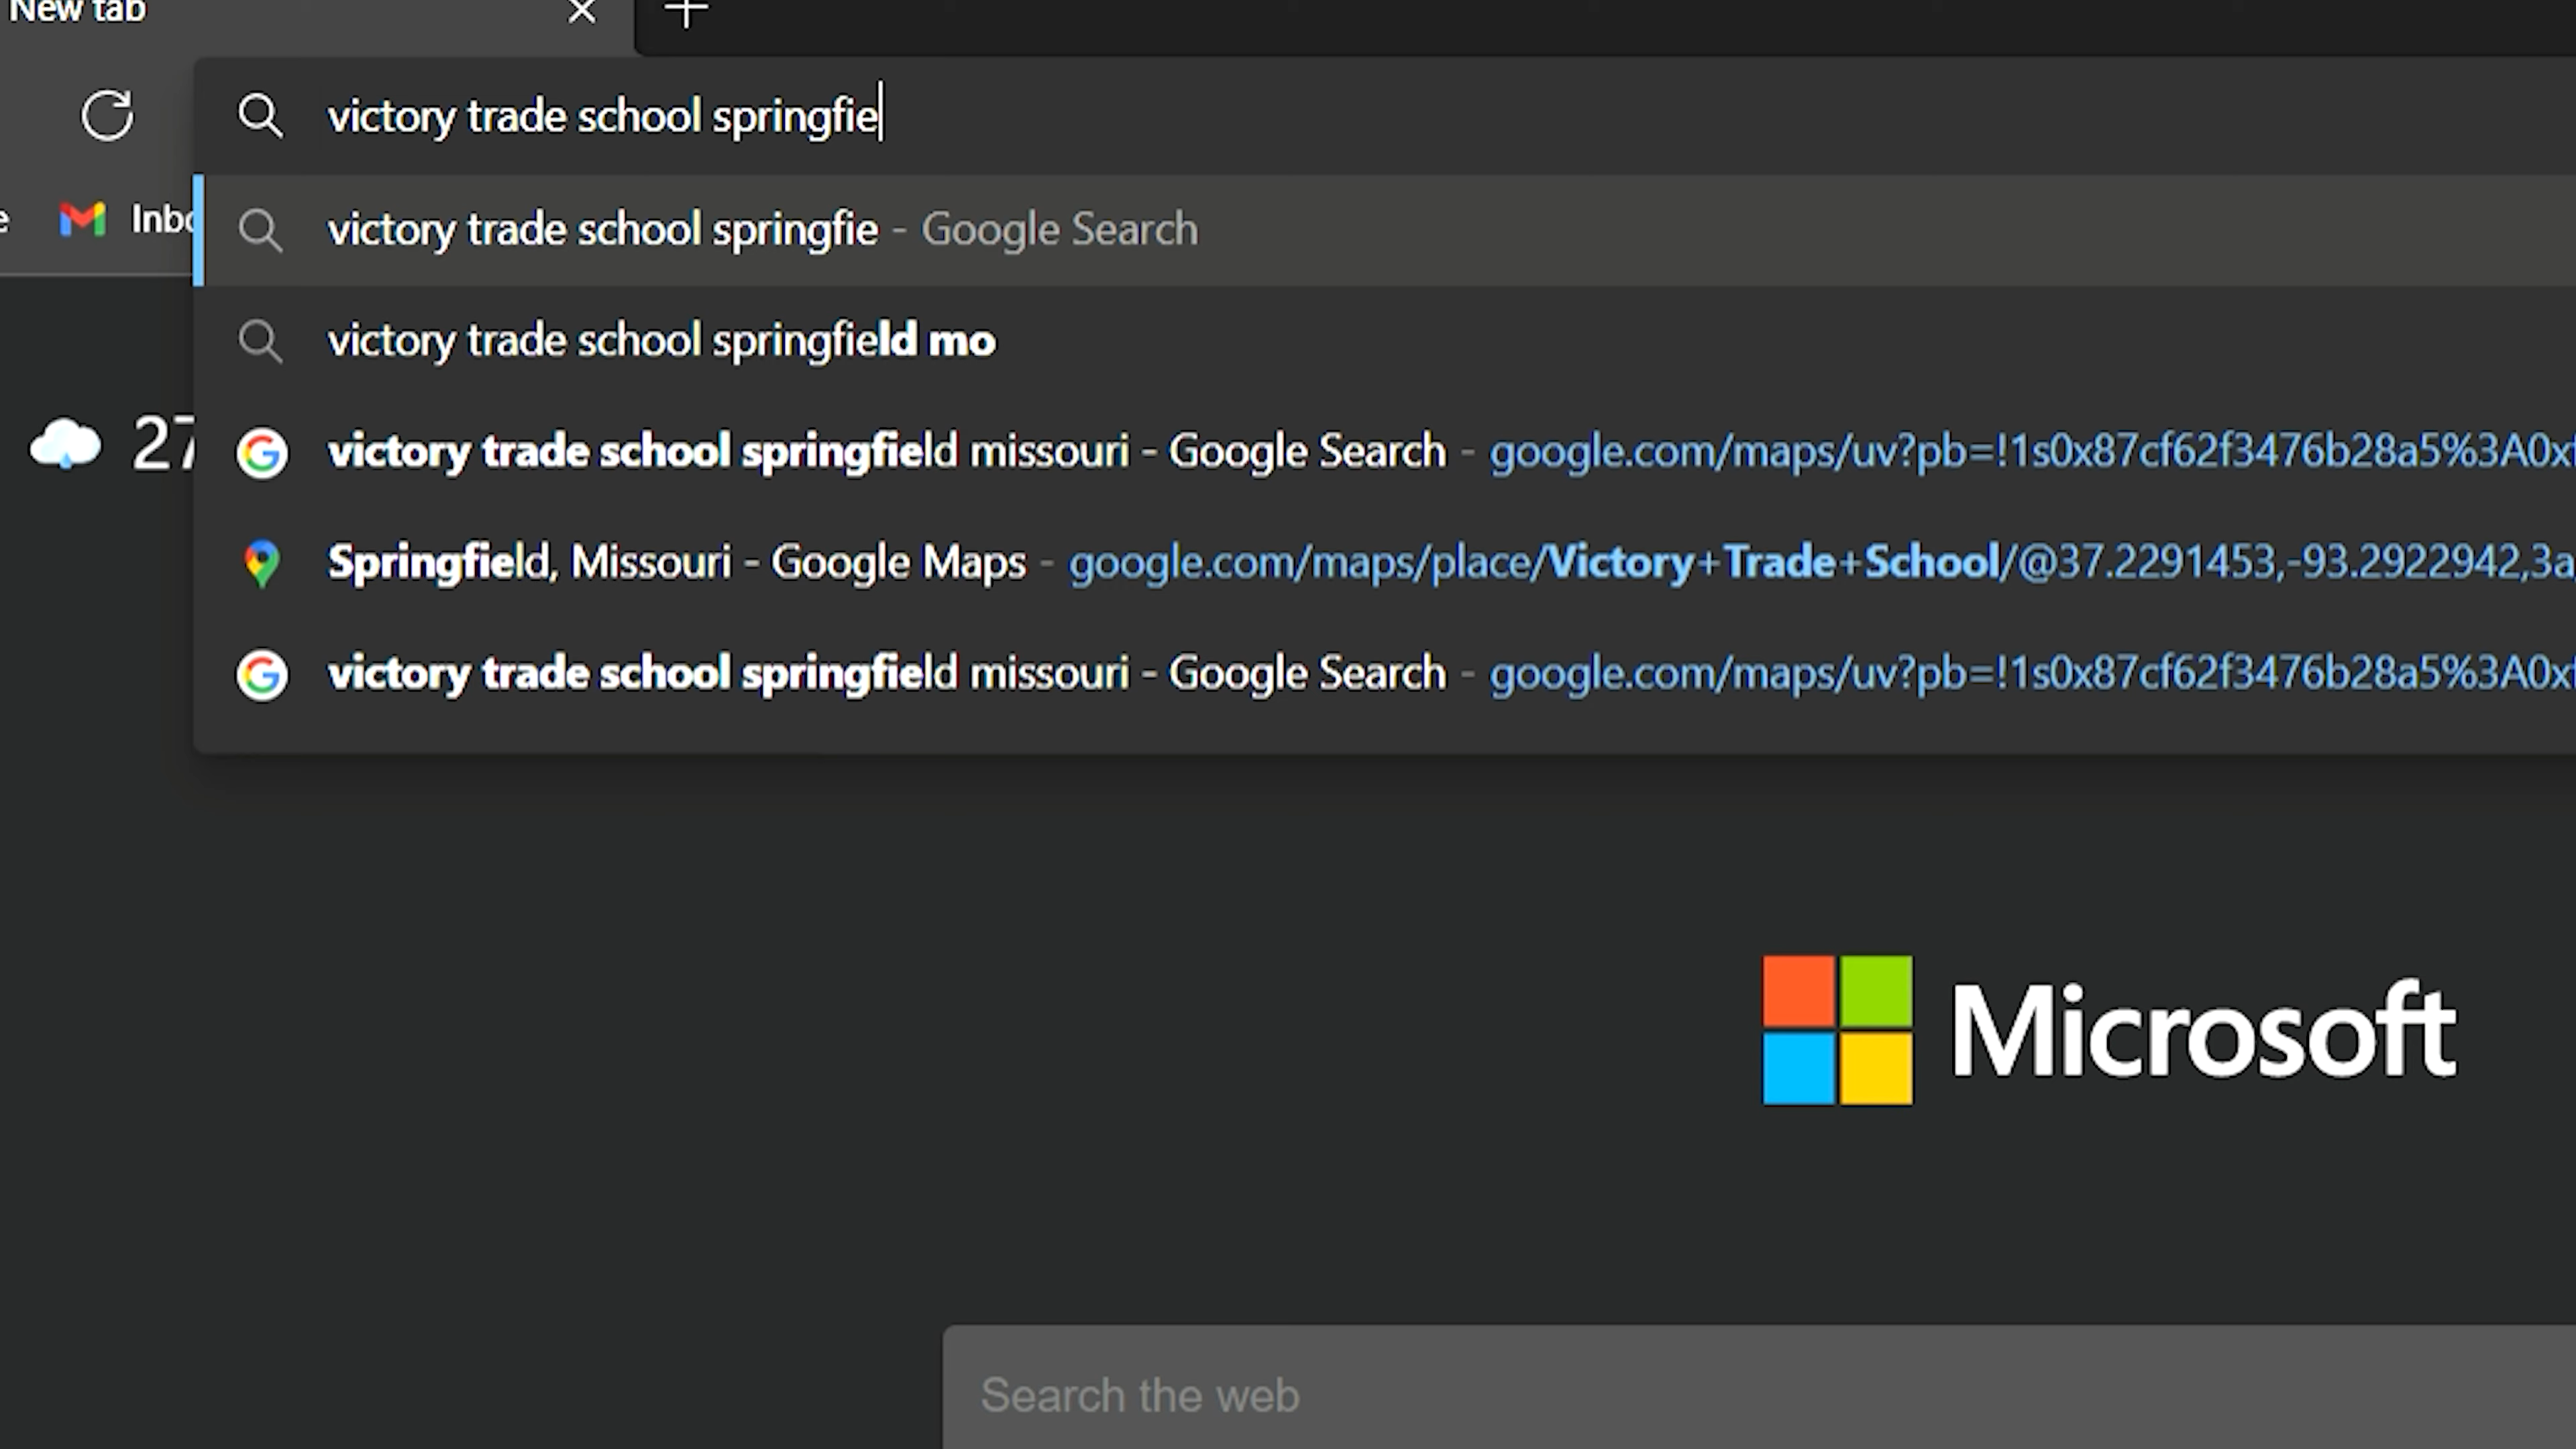 New tab
victory trade school springfie
Inbo
victory trade school springfie - Google Search
victory trade school springfield mo
27
victory trade school springfield missouri - Google Search - google.com/maps/uv?pb=!1s0x87cf62f3476b28a5%3A0x
Springfield, Missouri - Google Maps - google.com/maps/place/Victory+Trade+School/@37.2291453,-93.2922942,3a
victory trade school springfield missouri - Google Search - google.com/maps/uv?pb=!1s0x87cf62f3476b28a5%3A0x
Microsoft
Search the web